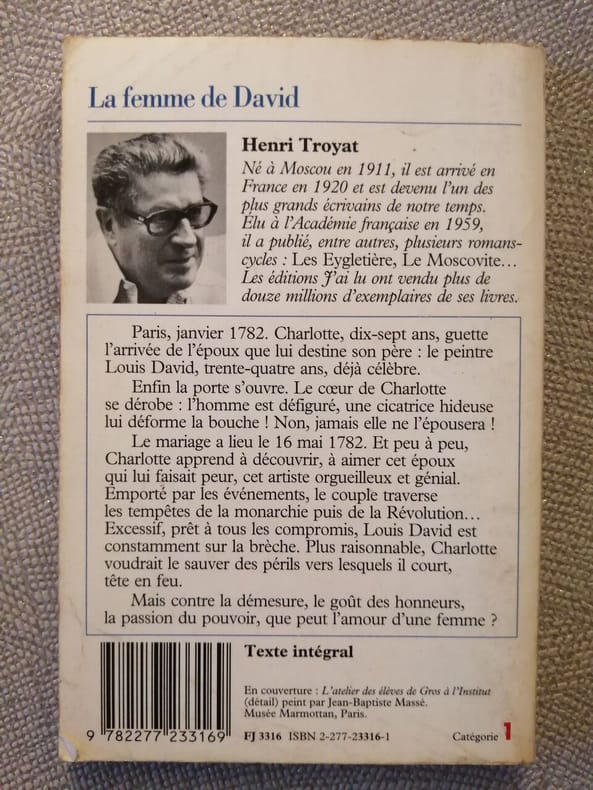 La femme de David
Henri Troyat
Né à Moscou en 1911, il est arrivé en
France en 1920 et est devenu l'un des
plus grands écrivains de notre temps.
Élu à l'Académie française en 1959,
il a publié, entre autres, plusieurs romans-
cycles : Les Eygletière, Le Moscovite...
Les éditions J'ai lu ont vendu plus de
douze millions d'exemplaires de ses livres.
Paris, janvier 1782. Charlotte, dix-sept ans, guette
l'arrivée de l'époux que lui destine son père : le peintre
Louis David, trente-quatre ans, déjà célèbre.
Enfin la porte s'ouvre. Le cœur de Charlotte
se dérobe : l'homme est défiguré, une cicatrice hideuse
lui déforme la bouche ! Non, jamais elle ne l'épousera !
Le mariage a lieu le 16 mai 1782. Et peu à peu,
Charlotte apprend à découvrir, à aimer cet époux
qui lui faisait peur, cet artiste orgueilleux et génial.
Emporté par les événements, le couple traverse
les tempêtes de la monarchie puis de la Révolution...
Excessif, prêt à tous les compromis, Louis David est
constamment sur la brèche. Plus raisonnable, Charlotte
voudrait le sauver des périls vers lesquels il court,
tête en feu.
Mais contre la démesure, le goût des honneurs,
la passion du pouvoir, que peut l'amour d'une femme ?
Texte intégral
En couverture : L'atelier des élèves de Gros à l'Institut
(détail) peint par Jean-Baptiste Massé.
Musée Marmottan, Paris.
9 782277 233169
FJ 3316 ISBN 2-277-23316-1
Catégorie 1